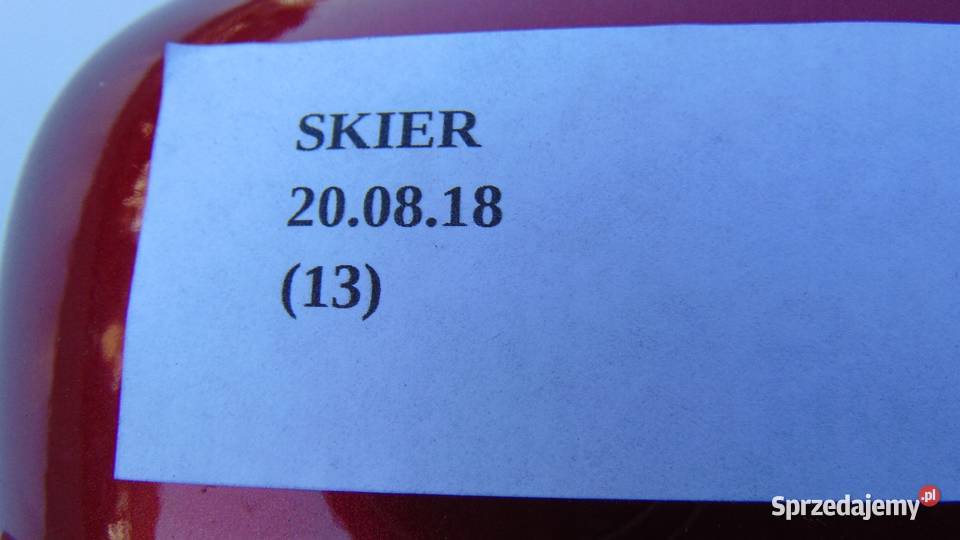 SKIER
20.08.18
(13)
Sprzedajemy.pl